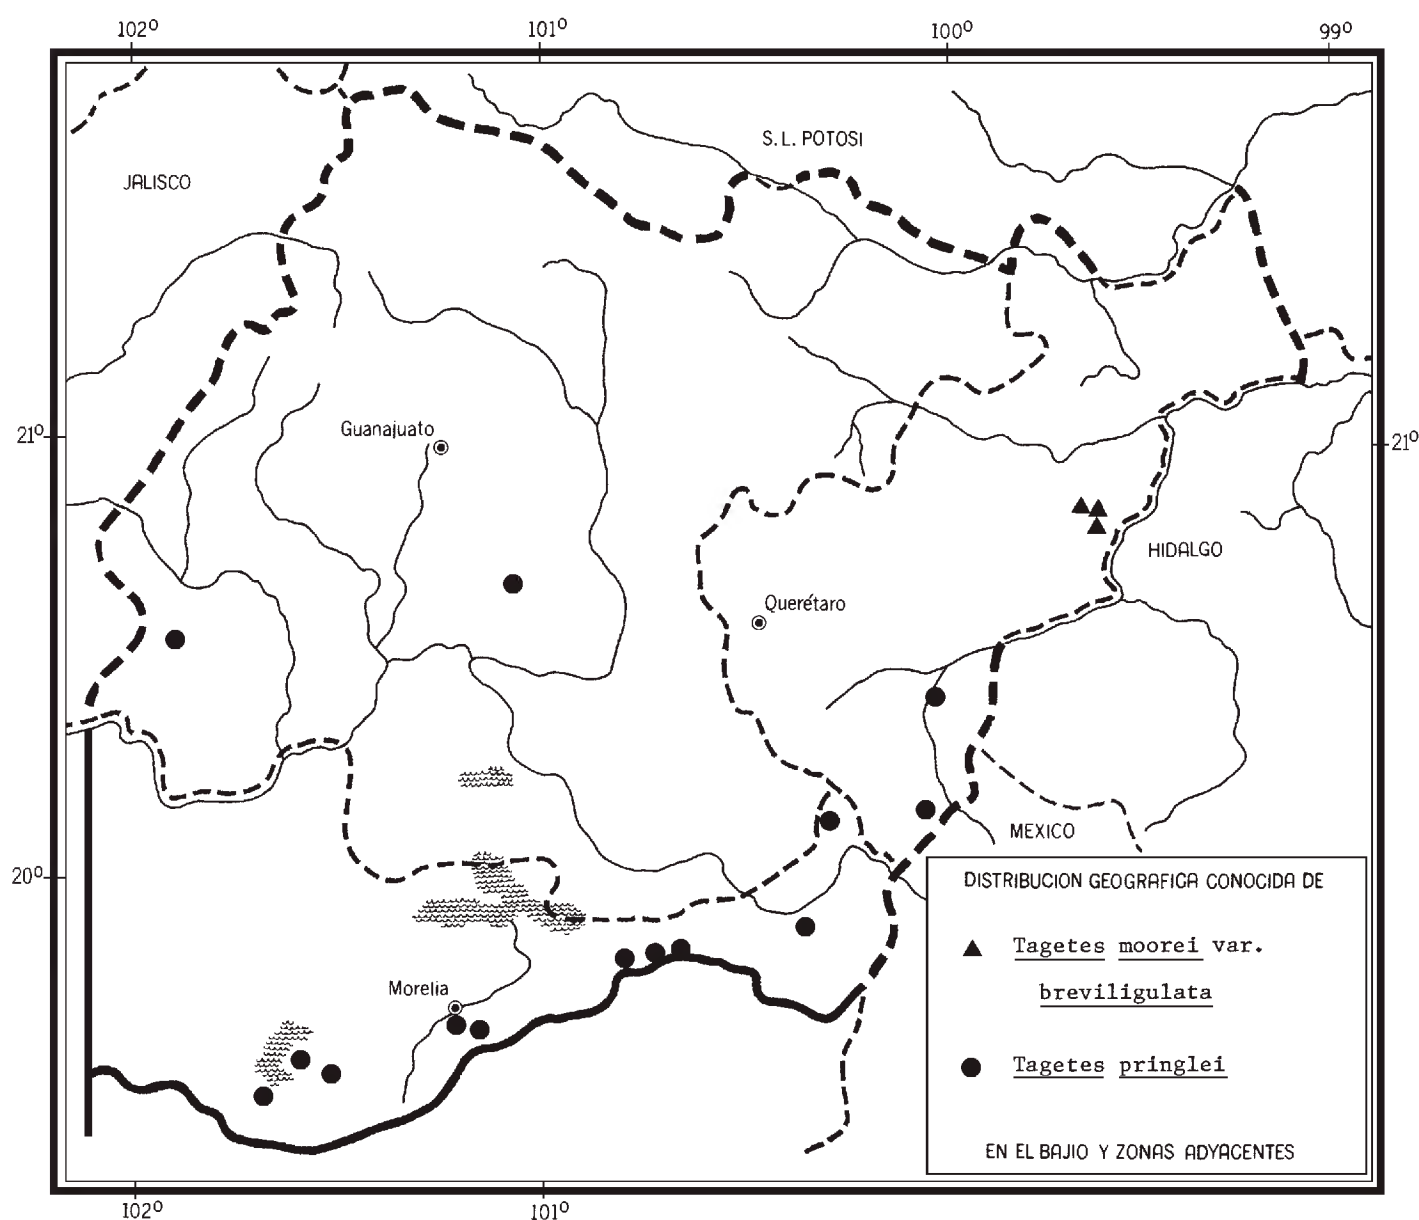 102º 101º 100º 99º
S.L. POTOSI
JALISCO
Guanajuato
21º 21º
HIDALGO
Querétaro
MEXICO
20º
DISTRIBUCION GEOGRAFICA CONOCIDA DE
Tagetes moorei var.
breviligulata
Morelia
Tagetes pringlei
EN EL BAJIO Y ZONAS ADYACENTES
102º 101º